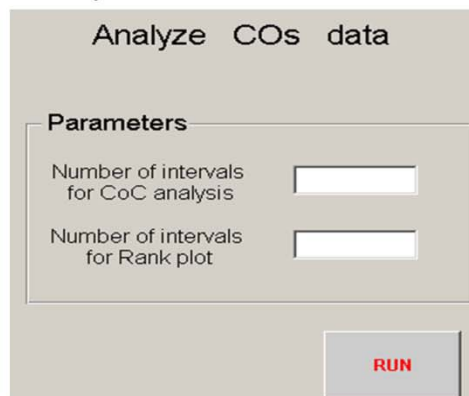 Analyze COs data
Parameters
Number of intervals
for CoC analysis
Number of intervals
for Rank plot
RUN